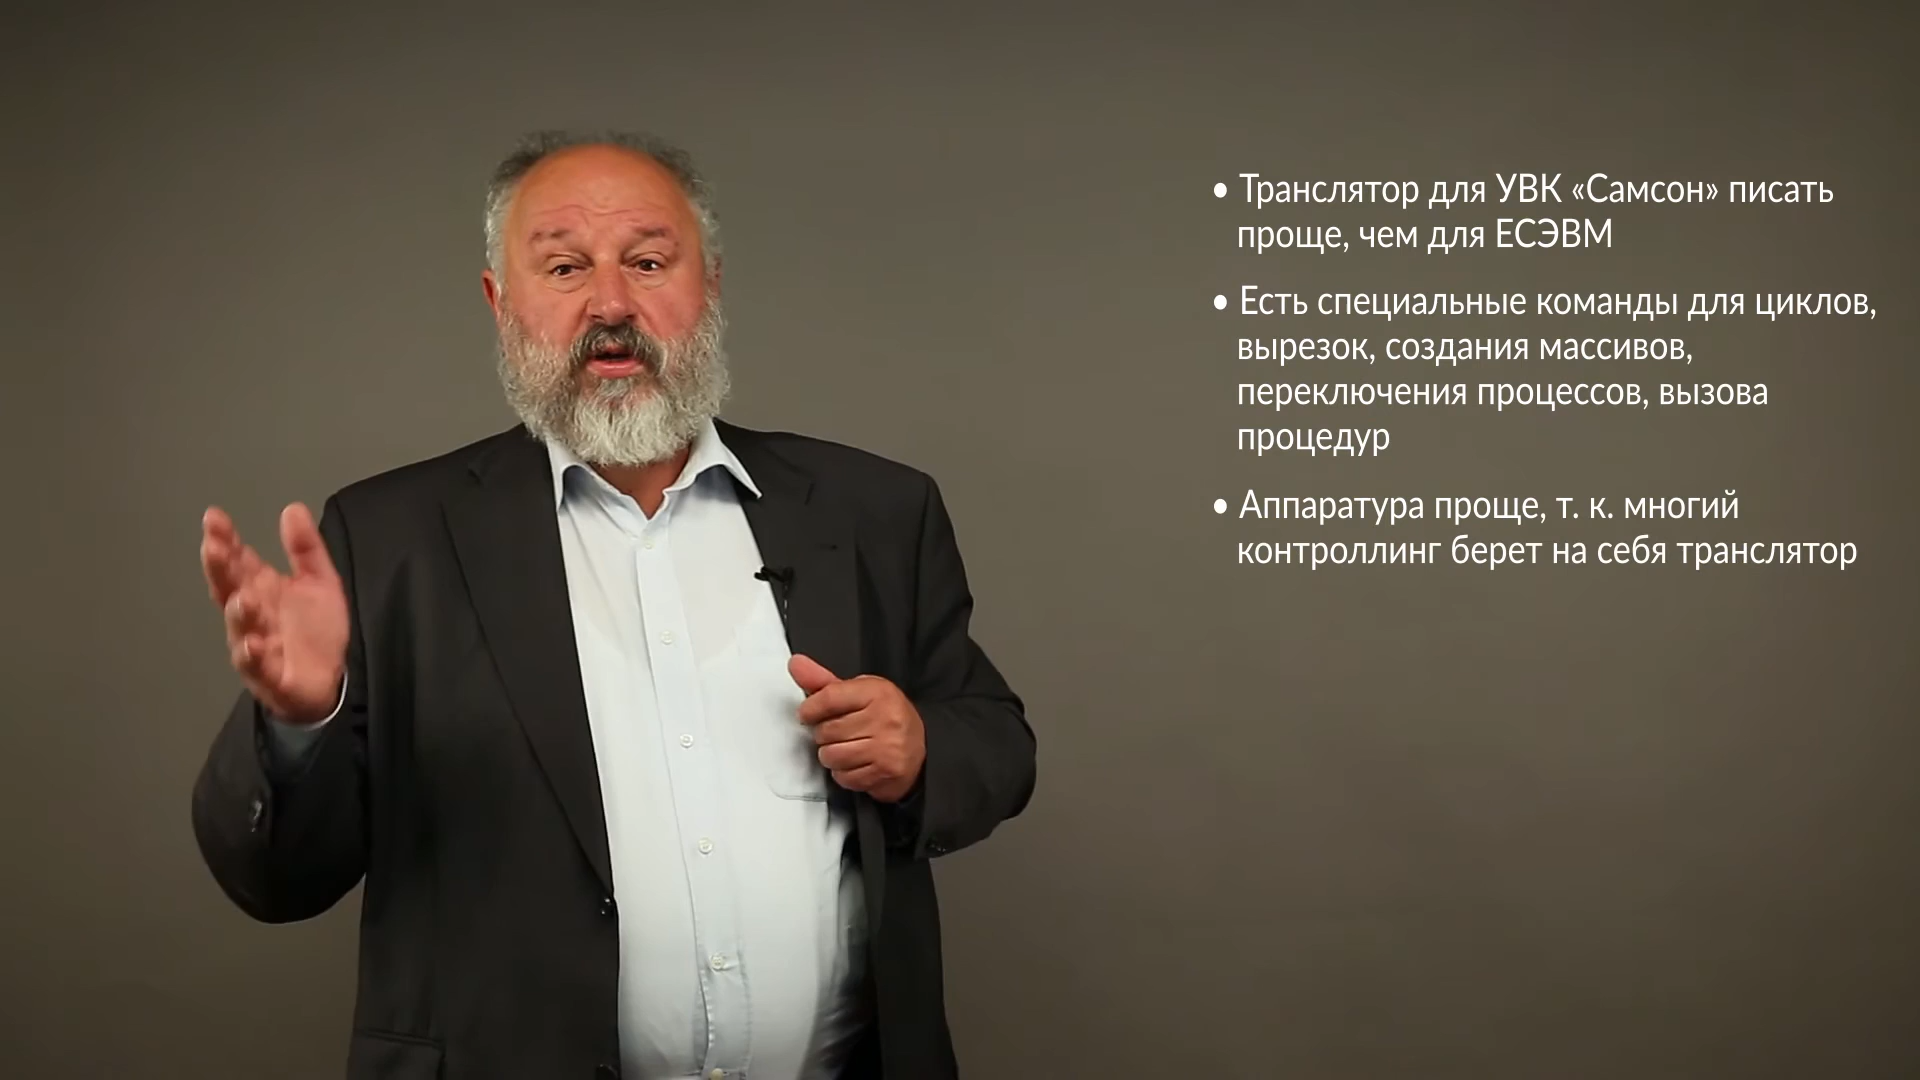 • Транслятор для УВК «Самсон» писать
проще, чем для ЕСЭВМ
• Есть специальные команды для циклов,
вырезок, создания массивов,
переключения процессов, вызова
процедур
• Аппаратура проще, т. к. многий
контроллинг берет на себя транслятор